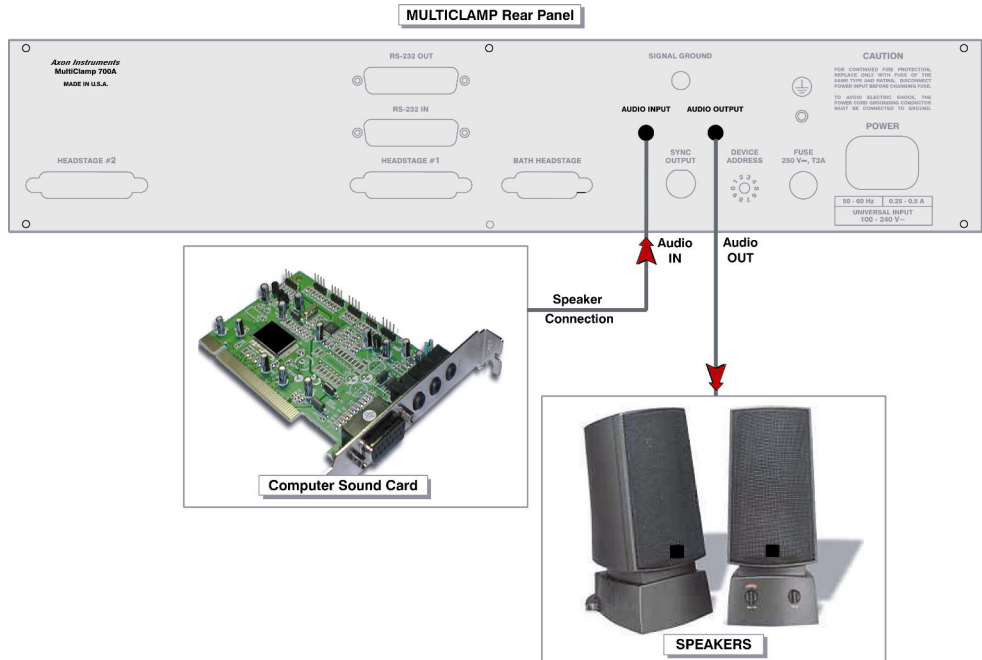 MULTICLAMP Rear Panel
Axon Instruments
MultiClamp 700A
MADE IN U.S.A.
RS-232 OUT
RS-232 IN
HEADSTAGE #2
HEADSTAGE #1
BATH HEADSTAGE
SIGNAL GROUND
AUDIO INPUT
AUDIO OUTPUT
SYNC
OUTPUT
DEVICE
ADDRESS
FUSE
250 V~, T2A
CAUTION
FOR CONTINUED FIRE PROTECTION,
REPLACE ONLY WITH FUSE OF THE
SAME TYPE AND RATING. DISCONNECT
POWER INPUT BEFORE CHANGING FUSE.
TO AVOID ELECTRIC SHOCK, THE
POWER CORD GROUNDING CONDUCTOR
MUST BE CONNECTED TO GROUND.
POWER
50 - 60 Hz
0.25 - 0.5 A
UNIVERSAL INPUT
100 - 240 V~
Audio
IN
Audio
OUT
Speaker
Connection
Computer Sound Card
SPEAKERS